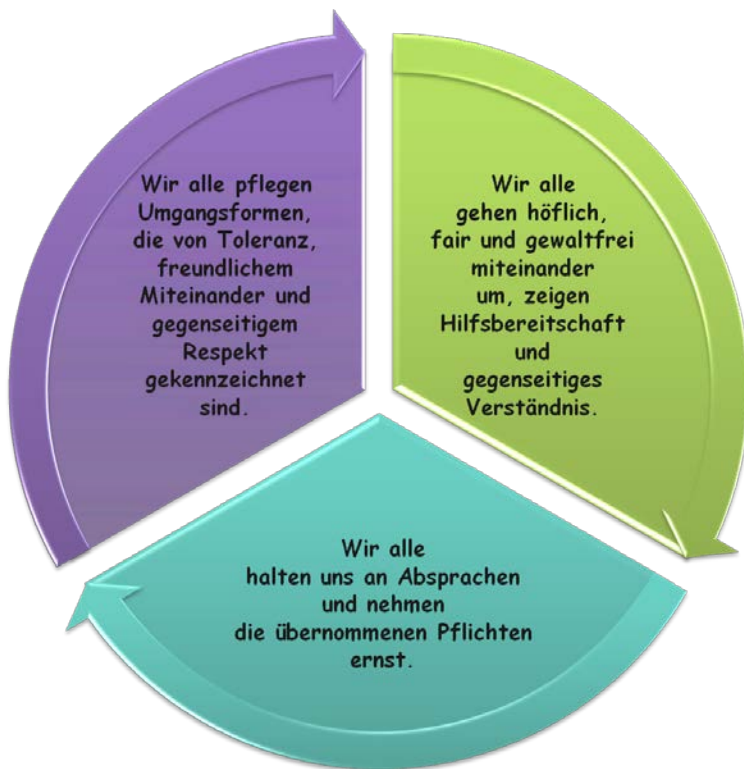 Wir alle pflegen
Umgangsformen,
die von Toleranz,
freundlichem
Miteinander und
gegenseitigem
Respekt
gekennzeichnet
sind.
Wir alle
gehen höflich,
fair und gewaltfrei
miteinander
um, zeigen
Hilfsbereitschaft
und
gegenseitiges
Verständnis.
Wir alle
halten uns an Absprachen
und nehmen
die übernommenen Pflichten
ernst.